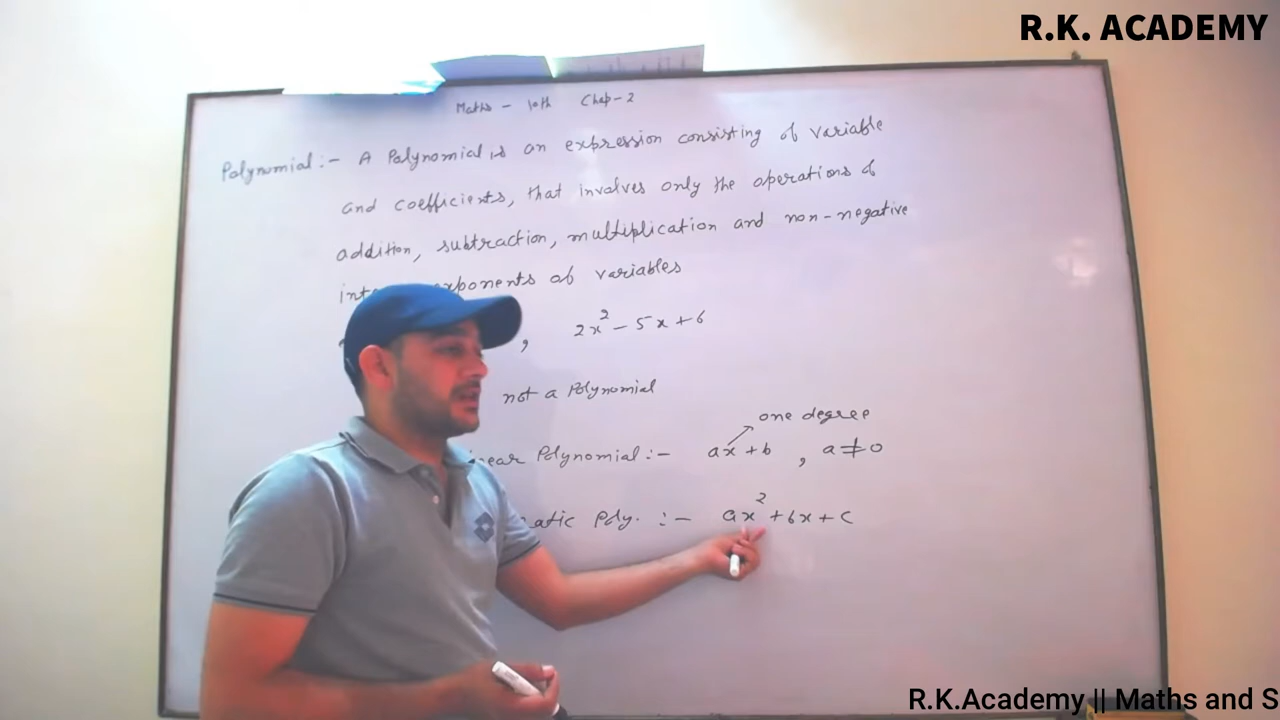 R.K. ACADEMY
Maths - 10th Chap-2
Polynomial :- A Polynomial is an expression consisting of variable
and coefficients, that involves only the operations of
addition, subtraction, multiplication and non-negative
exponents of variables
, 2x² - 5x + 6
not a Polynomial
one degree
Polynomial :- ax + b , a ≠ 0
Poly. :- ax² + bx + c
R.K.Academy || Maths and S